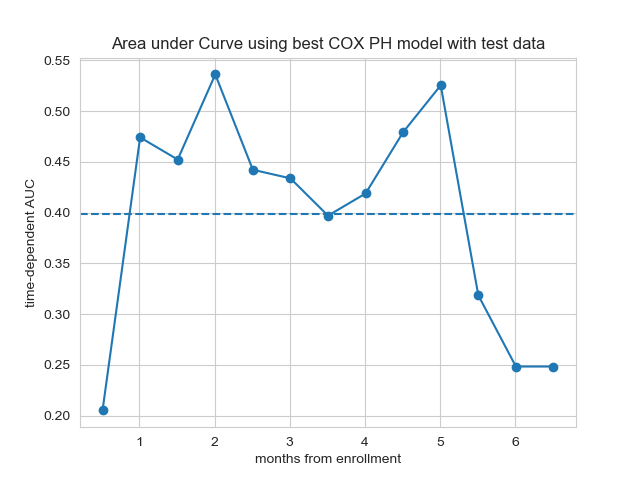 Area under Curve using best COX PH model with test data
time-dependent AUC
0.55
0.50
0.45
0.40
0.35
0.30
0.25
0.20
1 2 3 4 5 6
months from enrollment